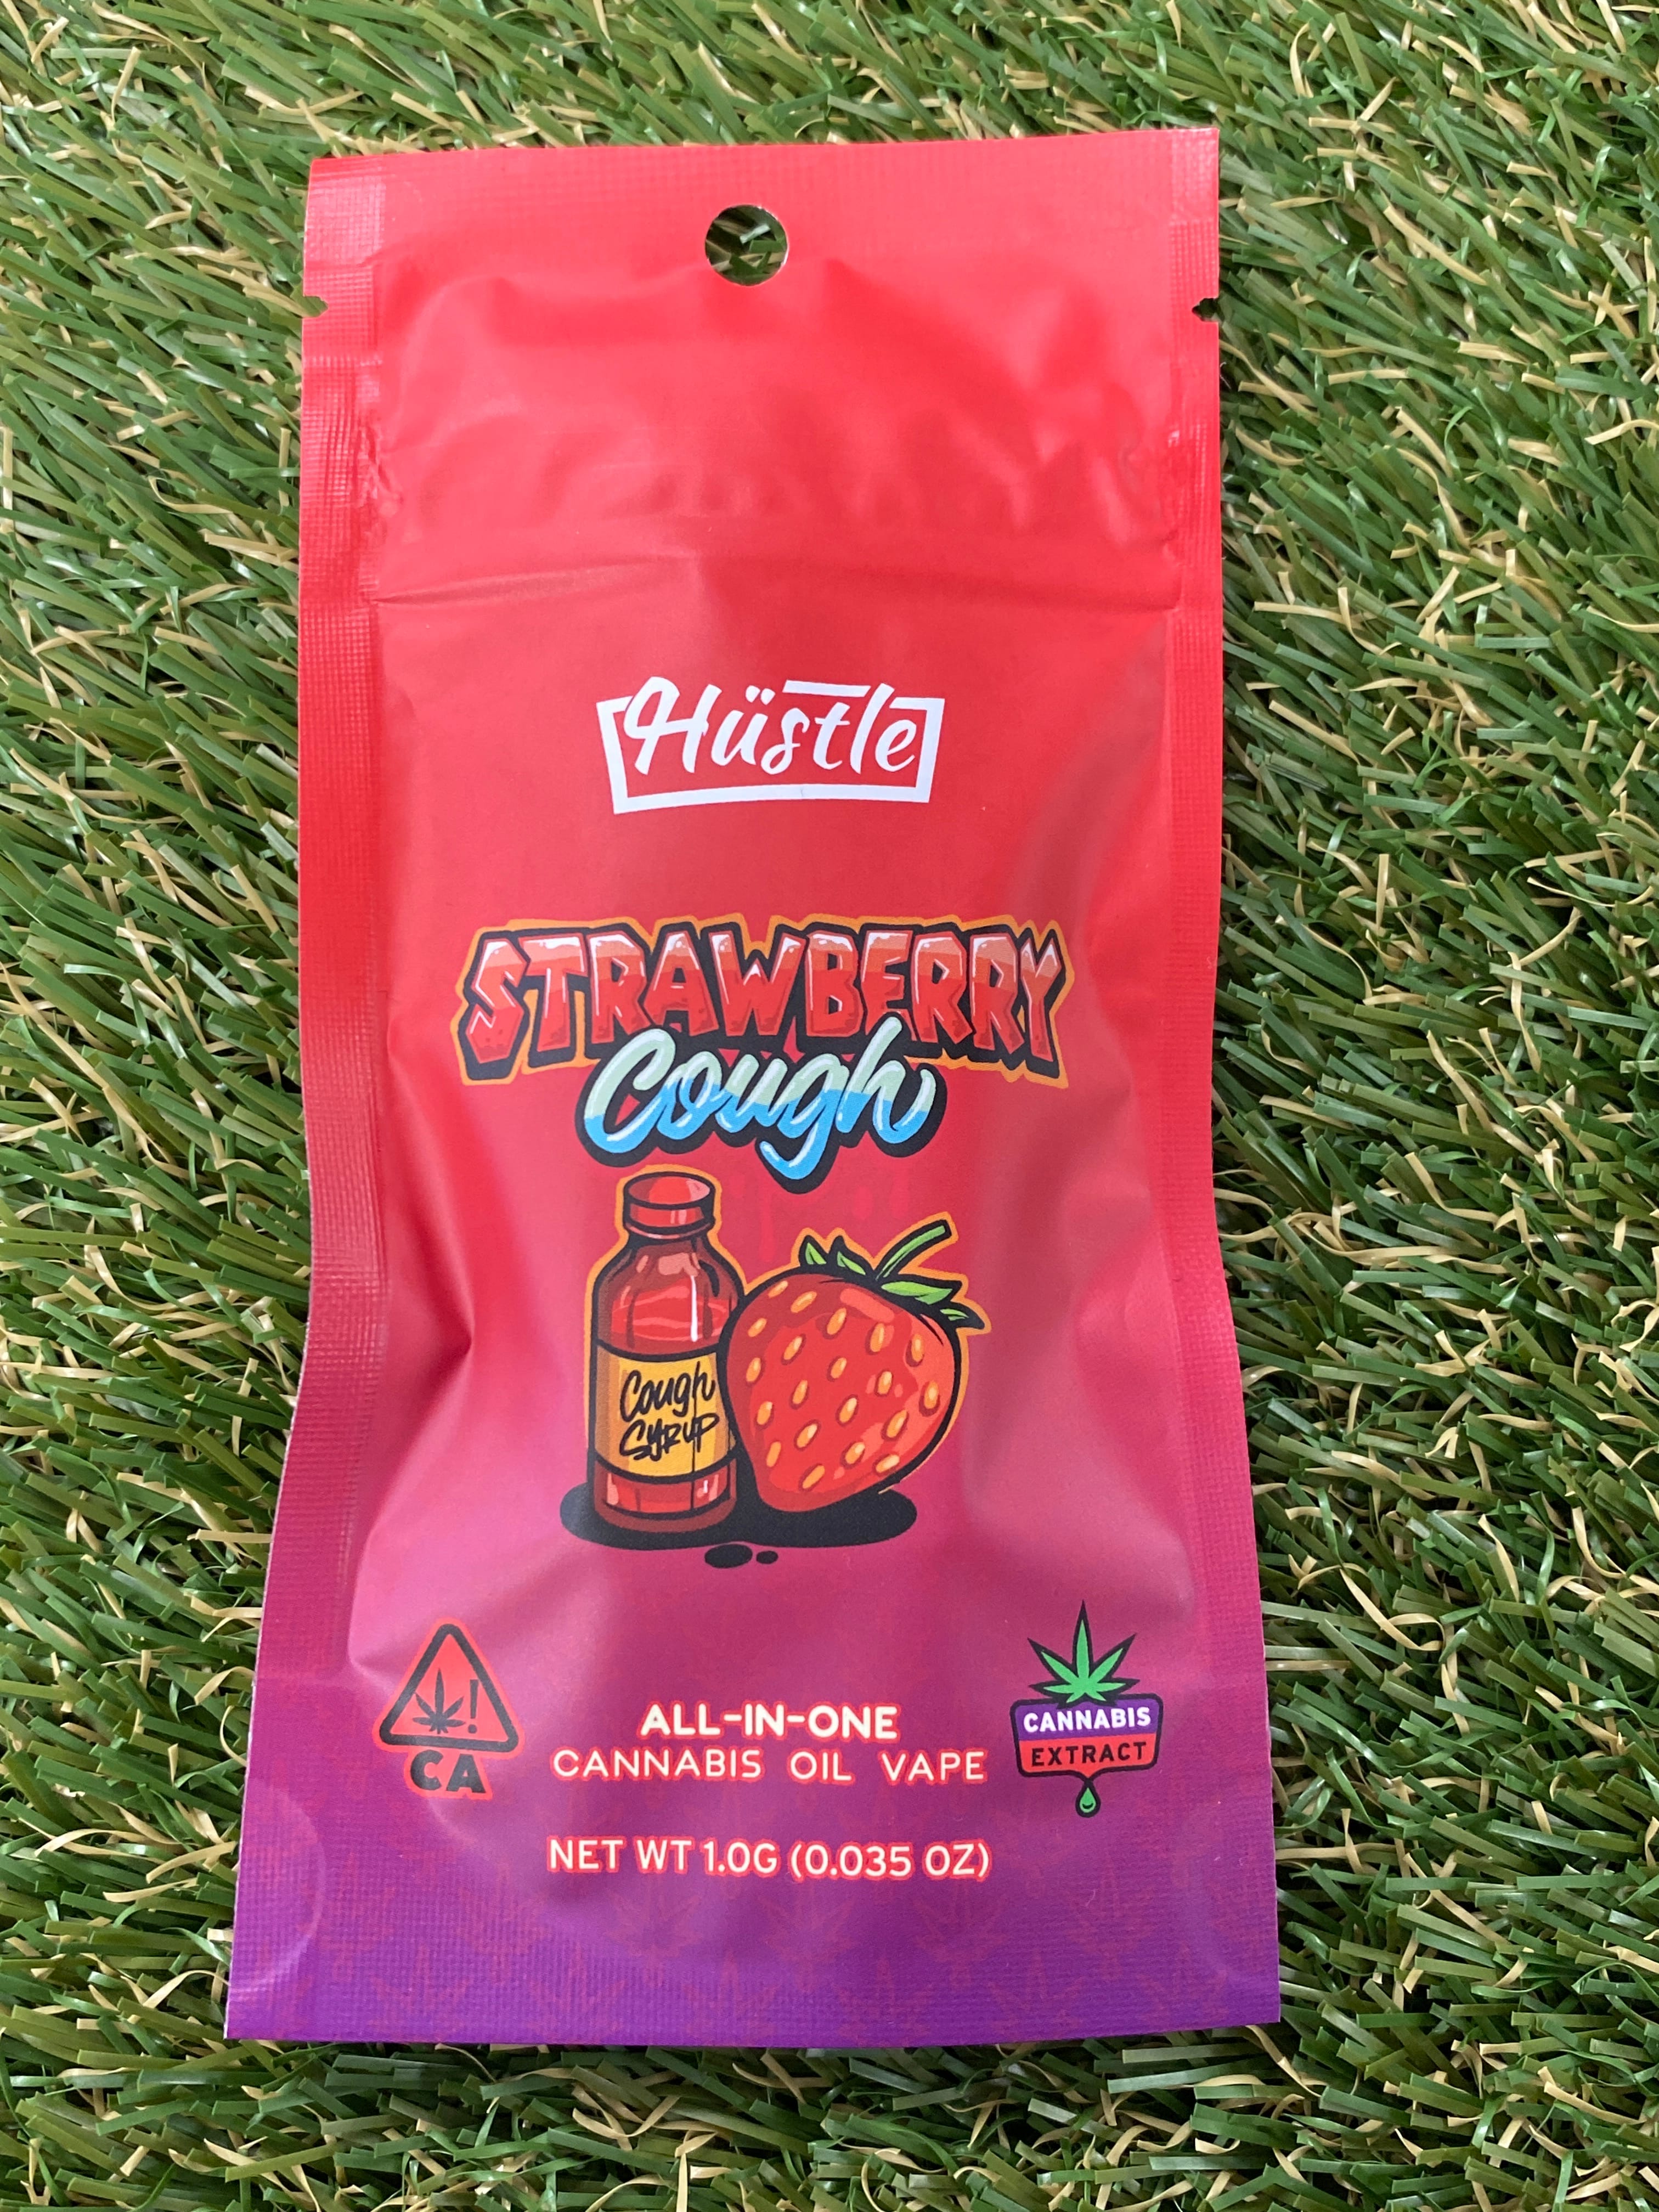 Hüstle
STRAWBERRY
Cough
Cough
SYRUP
!
CA
ALL-IN-ONE
CANNABIS OIL VAPE
CANNABIS
EXTRACT
NET WT 1.0G (0.035 OZ)